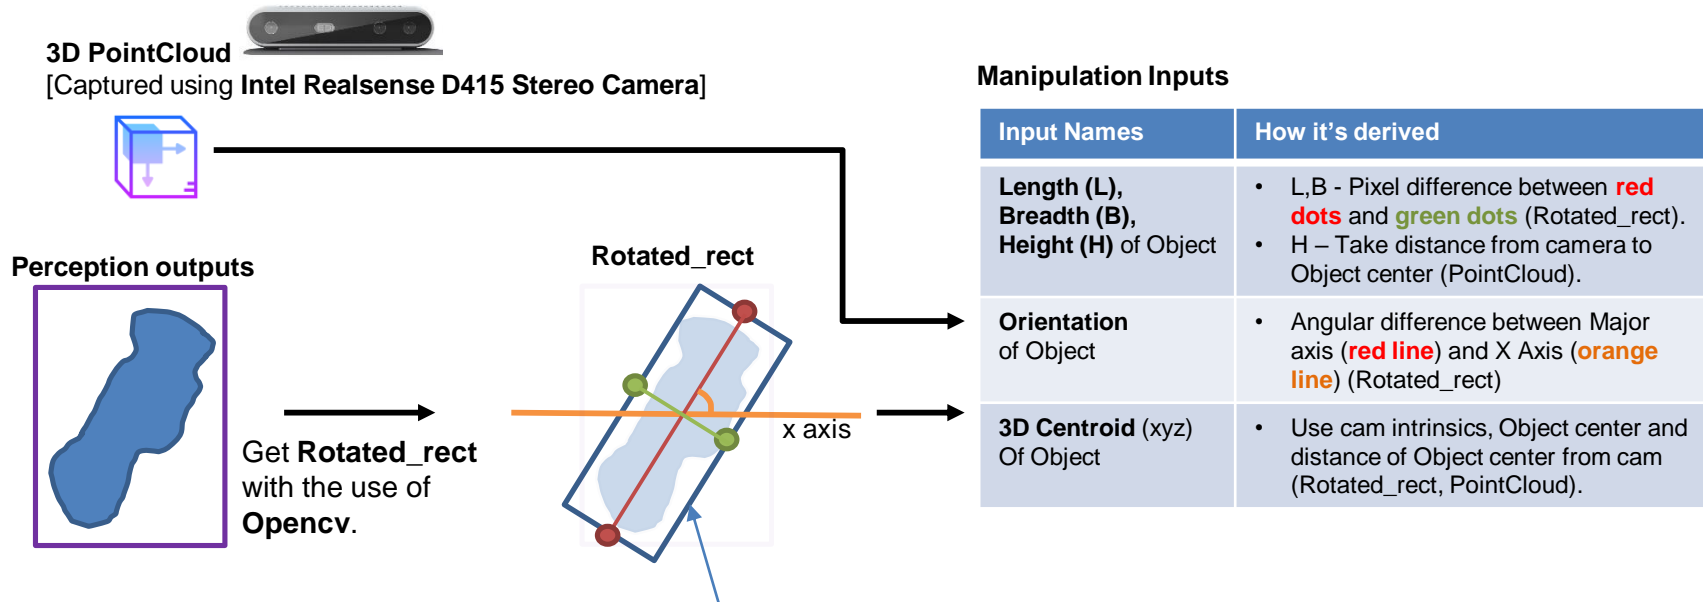 3D PointCloud
[Captured using Intel Realsense D415 Stereo Camera]
Perception outputs
Get Rotated_rect
with the use of
Opencv.
Rotated_rect
x axis
Manipulation Inputs
Input Names
How it’s derived
Length (L),
Breadth (B),
Height (H) of Object
• L,B - Pixel difference between red
dots and green dots (Rotated_rect).
• H – Take distance from camera to
Object center (PointCloud).
Orientation
of Object
• Angular difference between Major
axis (red line) and X Axis (orange
line) (Rotated_rect)
3D Centroid (xyz)
Of Object
• Use cam intrinsics, Object center and
distance of Object center from cam
(Rotated_rect, PointCloud).